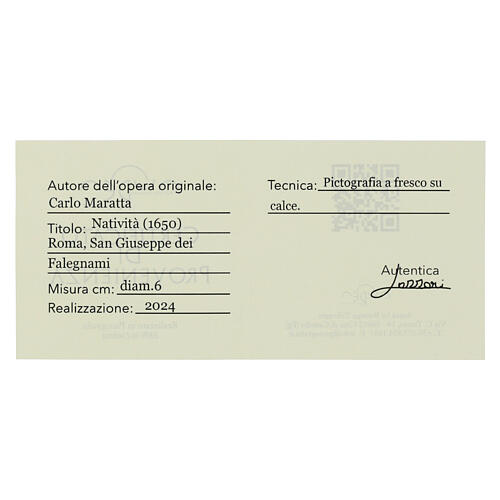 Autore dell'opera originale:
Carlo Maratta
Titolo: Natività (1650)
Roma, San Giuseppe dei
Falegnami
Misura cm: diam.6
Realizzazione: 2024
Tecnica: Pictografia a fresco su
calce.
Autentica